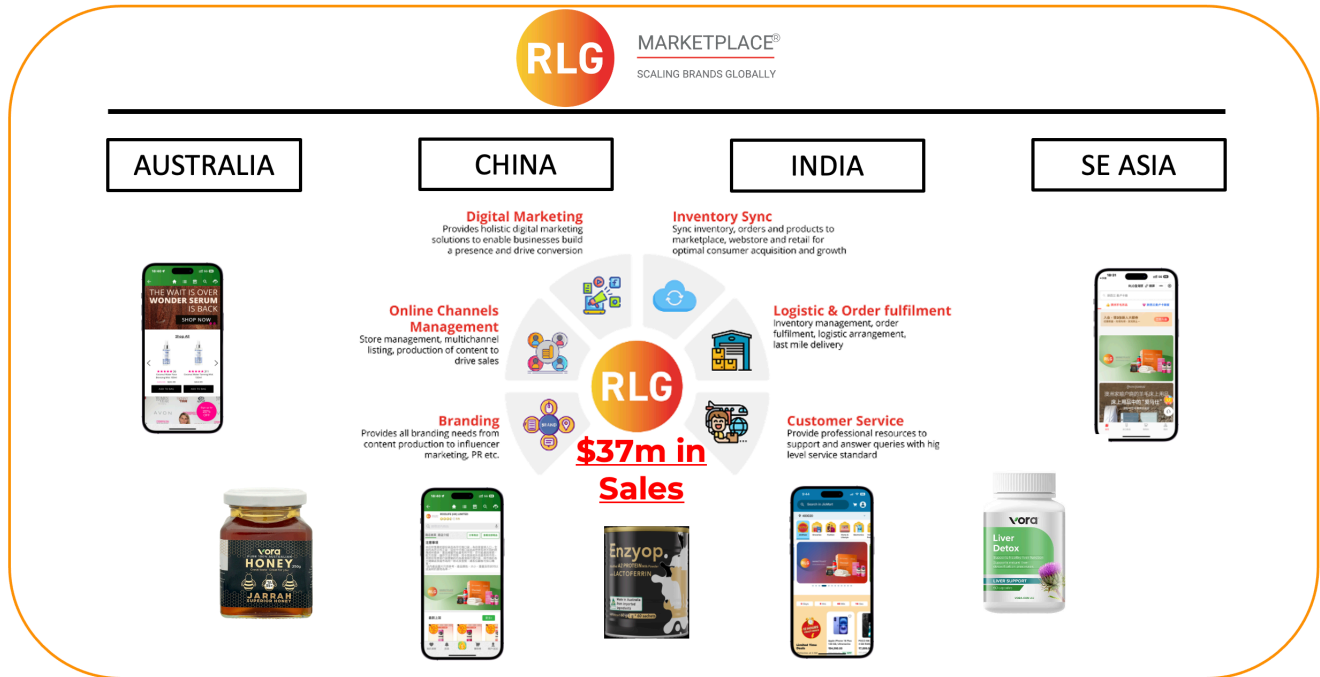 RLG
MARKETPLACE®
SCALING BRANDS GLOBALLY
AUSTRALIA
CHINA
INDIA
SE ASIA
Digital Marketing
Provides holistic digital marketing
solutions to enable businesses build
a presence and drive conversion
Inventory Sync
Sync inventory, orders and products to
marketplace, webstore and retail for
optimal consumer acquisition and growth
Online Channels
Management
Store management, multichannel
listing, production of content to
drive sales
Logistic & Order fulfilment
Inventory management, order
fulfilment, logistic arrangement,
last mile delivery
Branding
Provides all branding needs from
content production to influencer
marketing, PR etc.
BRAND
Customer Service
Provide professional resources to
support and answer queries with hig
level service standard
RLG
$37m in
Sales
THE WAIT IS OVER
WONDER SERUM
IS BACK
SHOP NOW
Shop All
vora
HONEY
JARRAH
SUPERIOR HONEY
Enzyop.
A2 PROTEIN
LACTOFERRIN
vora
Liver
Detox
LIVER SUPPORT